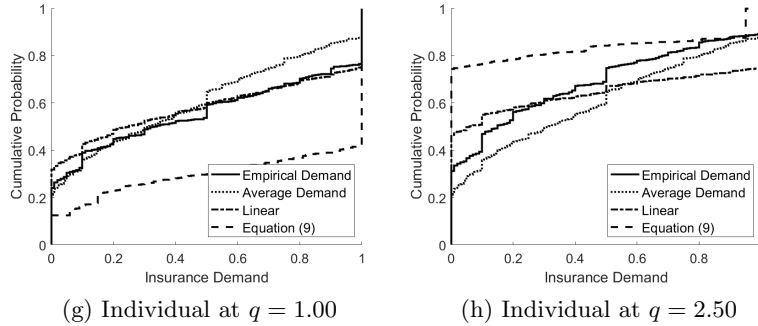 1
0.8
0.6
0.4
0.2
0
Cumulative Probability
0 0.2 0.4 0.6 0.8 1
Insurance Demand
Empirical Demand
Average Demand
Linear
Equation (9)
(g) Individual at q = 1.00
1
0.8
0.6
0.4
0.2
0
Cumulative Probability
0 0.2 0.4 0.6 0.8
Insurance Demand
Empirical Demand
Average Demand
Linear
Equation (9)
(h) Individual at q = 2.50